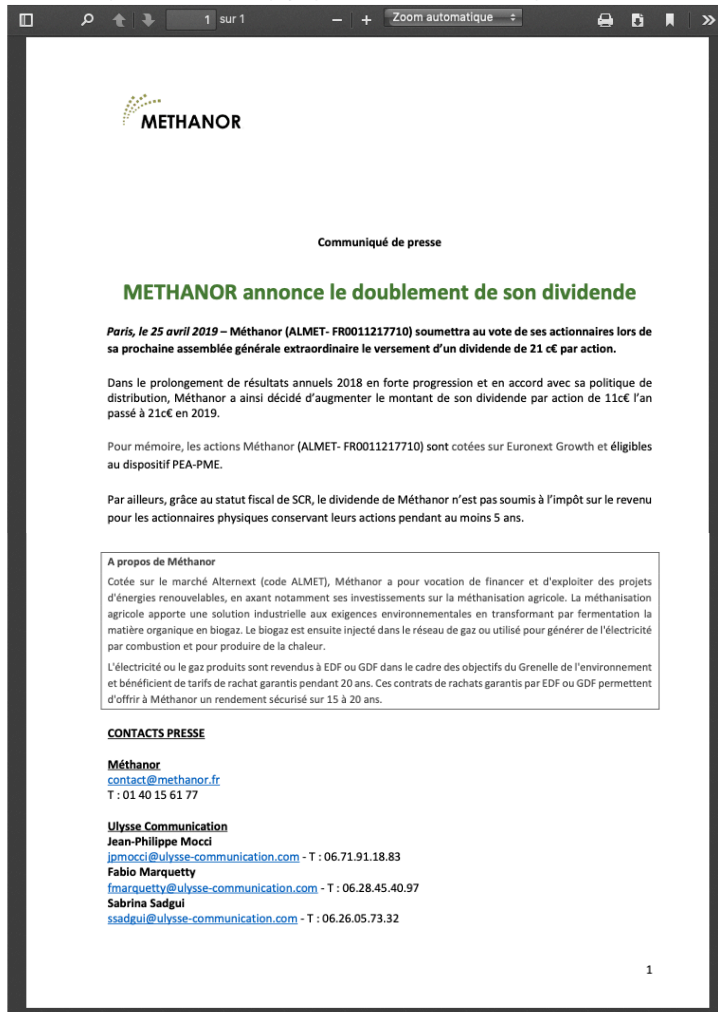 1 sur 1
Zoom automatique
METHANOR
Communiqué de presse
METHANOR annonce le doublement de son dividende
Paris, le 25 avril 2019 – Méthanor (ALMET- FR0011217710) soumettra au vote de ses actionnaires lors de
sa prochaine assemblée générale extraordinaire le versement d'un dividende de 21 c€ par action.
Dans le prolongement de résultats annuels 2018 en forte progression et en accord avec sa politique de
distribution, Méthanor a ainsi décidé d'augmenter le montant de son dividende par action de 11c€ l'an
passé à 21c€ en 2019.
Pour mémoire, les actions Méthanor (ALMET- FR0011217710) sont cotées sur Euronext Growth et éligibles
au dispositif PEA-PME.
Par ailleurs, grâce au statut fiscal de SCR, le dividende de Méthanor n'est pas soumis à l'impôt sur le revenu
pour les actionnaires physiques conservant leurs actions pendant au moins 5 ans.
A propos de Méthanor
Cotée sur le marché Alternext (code ALMET), Méthanor a pour vocation de financer et d'exploiter des projets
d'énergies renouvelables, en axant notamment ses investissements sur la méthanisation agricole. La méthanisation
agricole apporte une solution industrielle aux exigences environnementales en transformant par fermentation la
matière organique en biogaz. Le biogaz est ensuite injecté dans le réseau de gaz ou utilisé pour générer de l'électricité
par combustion et pour produire de la chaleur.
L'électricité ou le gaz produits sont revendus à EDF ou GDF dans le cadre des objectifs du Grenelle de l'environnement
et bénéficient de tarifs de rachat garantis pendant 20 ans. Ces contrats de rachats garantis par EDF ou GDF permettent
d'offrir à Méthanor un rendement sécurisé sur 15 à 20 ans.
CONTACTS PRESSE
Méthanor
contact@methanor.fr
T : 01 40 15 61 77
Ulysse Communication
Jean-Philippe Mocci
jpmocci@ulysse-communication.com - T : 06.71.91.18.83
Fabio Marquetty
fmarquetty@ulysse-communication.com - T : 06.28.45.40.97
Sabrina Sadgui
ssadgui@ulysse-communication.com - T : 06.26.05.73.32
1